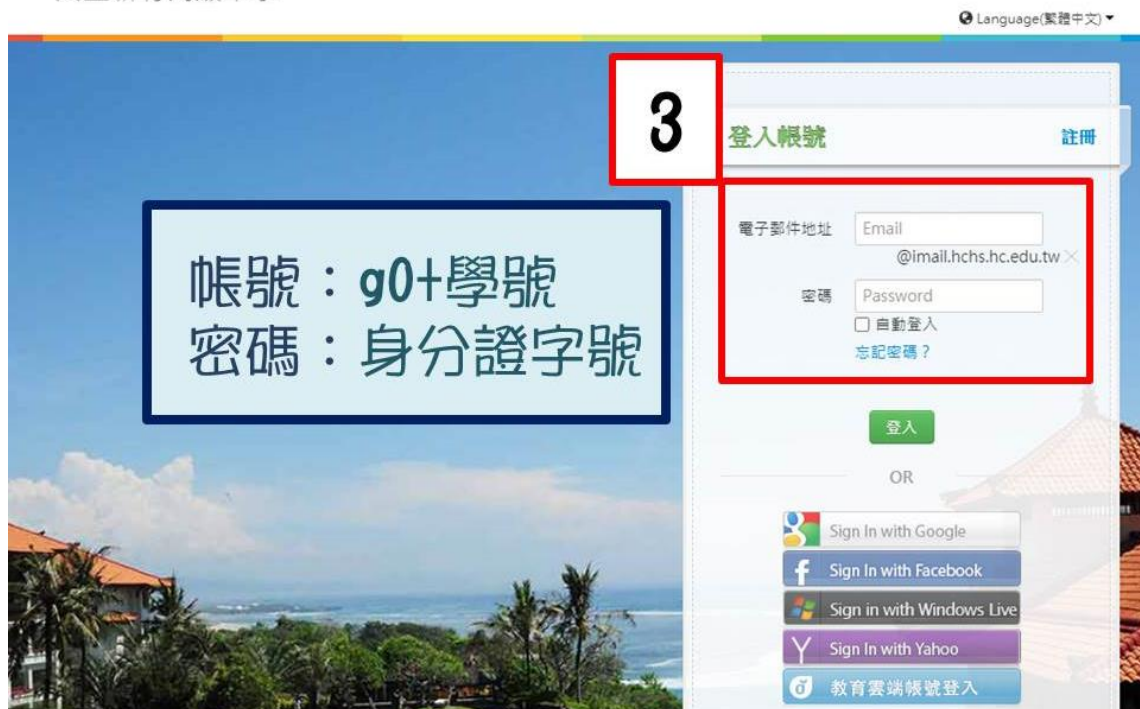 Language(繁體中文)
3
登入帳號
註冊
帳號：g0+學號
密碼：身分證字號
電子郵件地址
Email
@imail.hchs.hc.edu.tw
密碼
Password
自動登入
忘記密碼？
登入
OR
Sign In with Google
Sign In with Facebook
Sign in with Windows Live
Sign In with Yahoo
教育雲端帳號登入